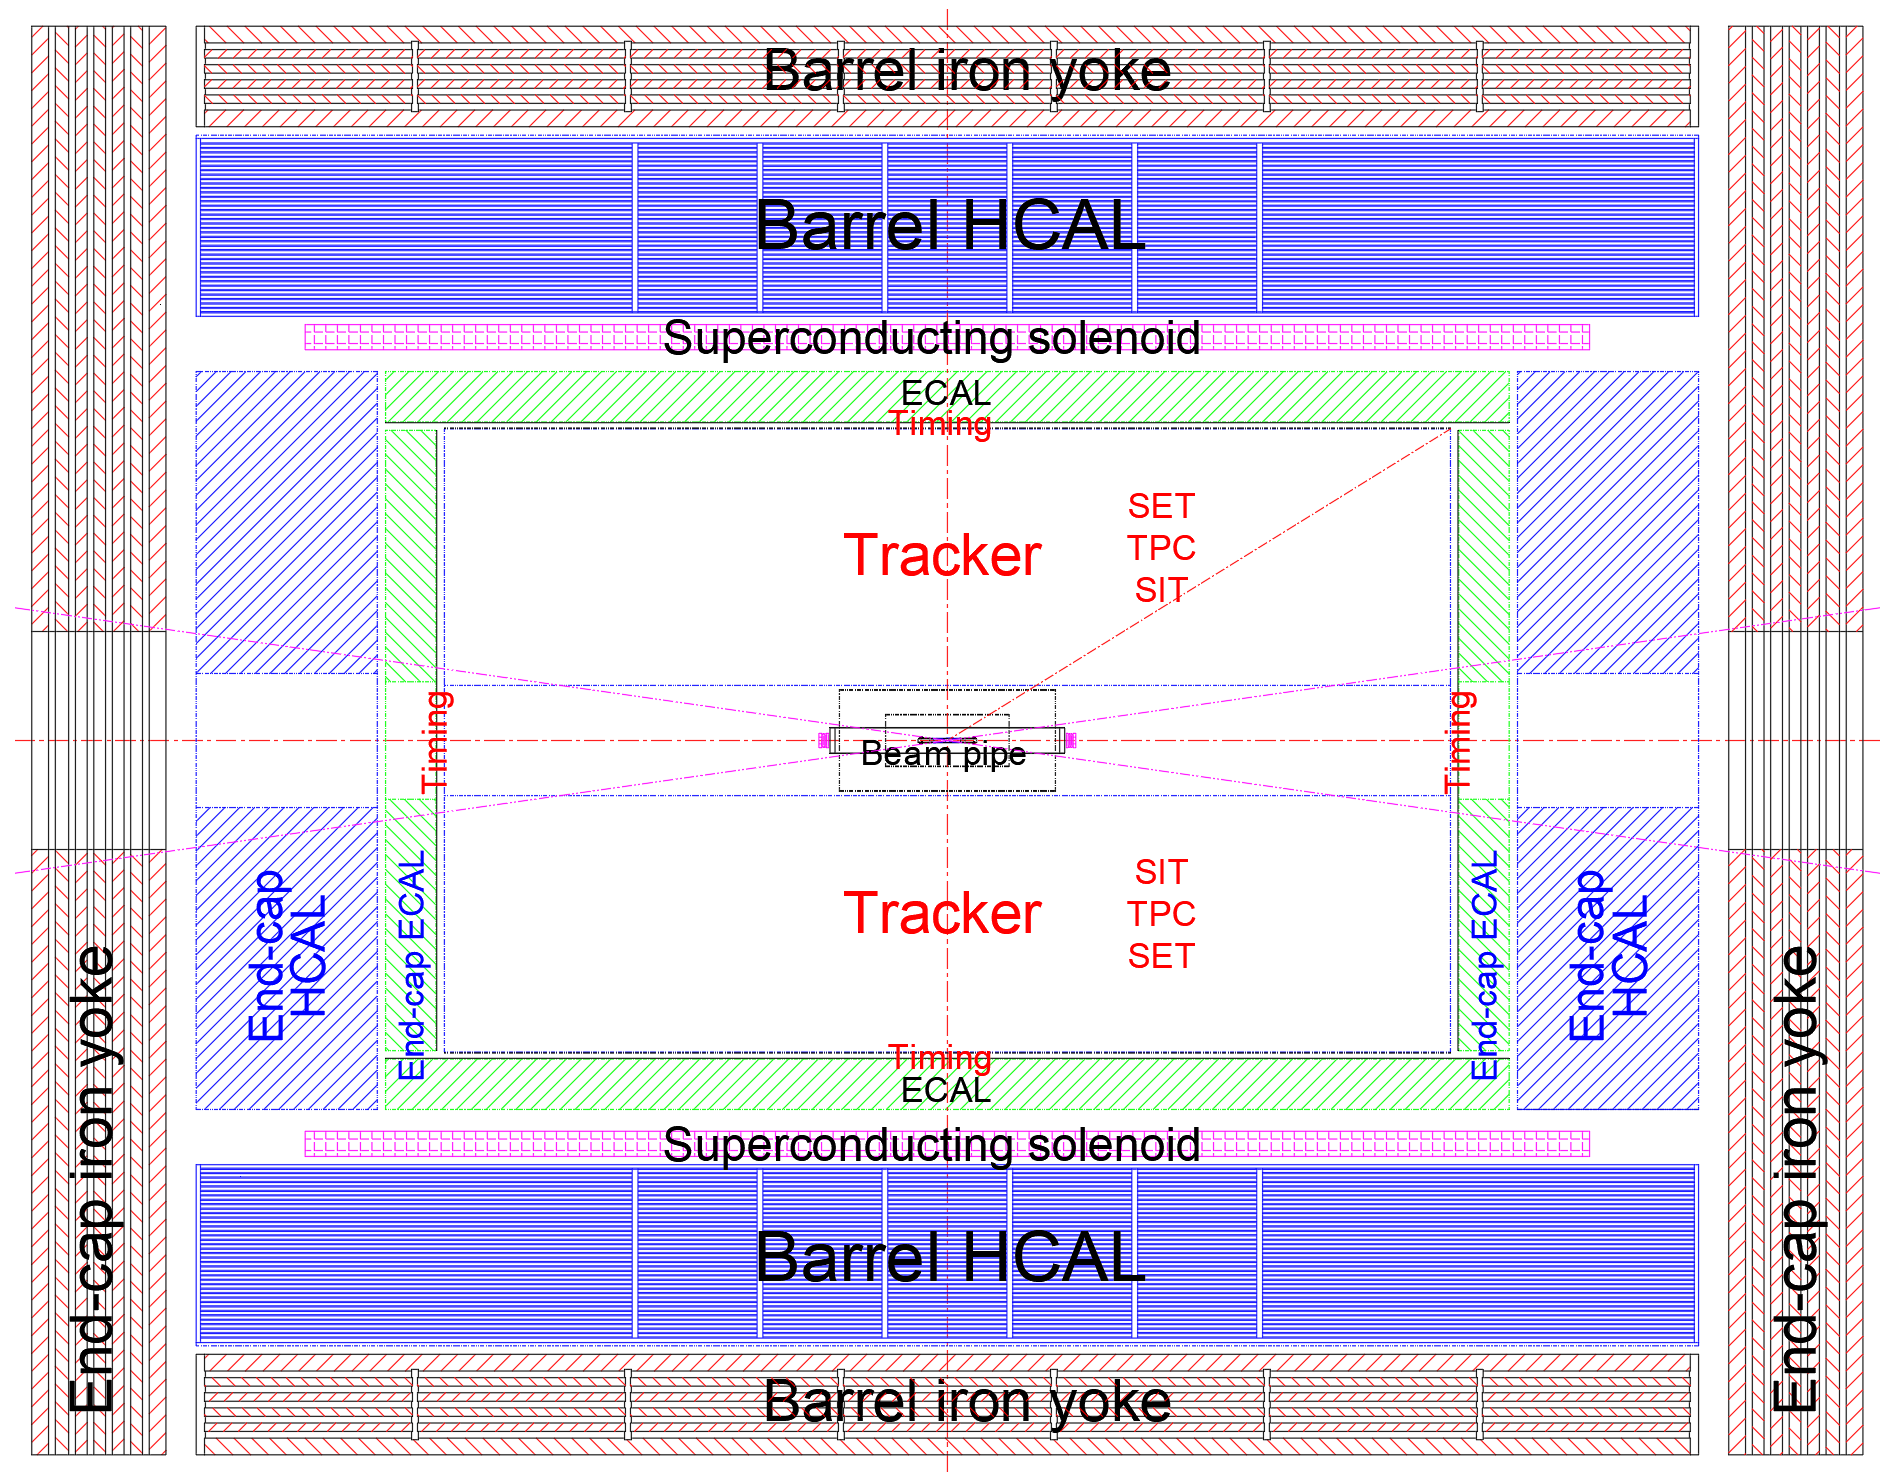 Barrel iron yoke
Barrel HCAL
Superconducting solenoid
ECAL
Timing
SET
TPC
SIT
Tracker
Timing
Timing
Beam pipe
SIT
TPC
SET
Tracker
End-cap iron yoke
End-cap
HCAL
End-cap ECAL
End-cap ECAL
End-cap
HCAL
End-cap iron yoke
Timing
ECAL
Superconducting solenoid
Barrel HCAL
Barrel iron yoke